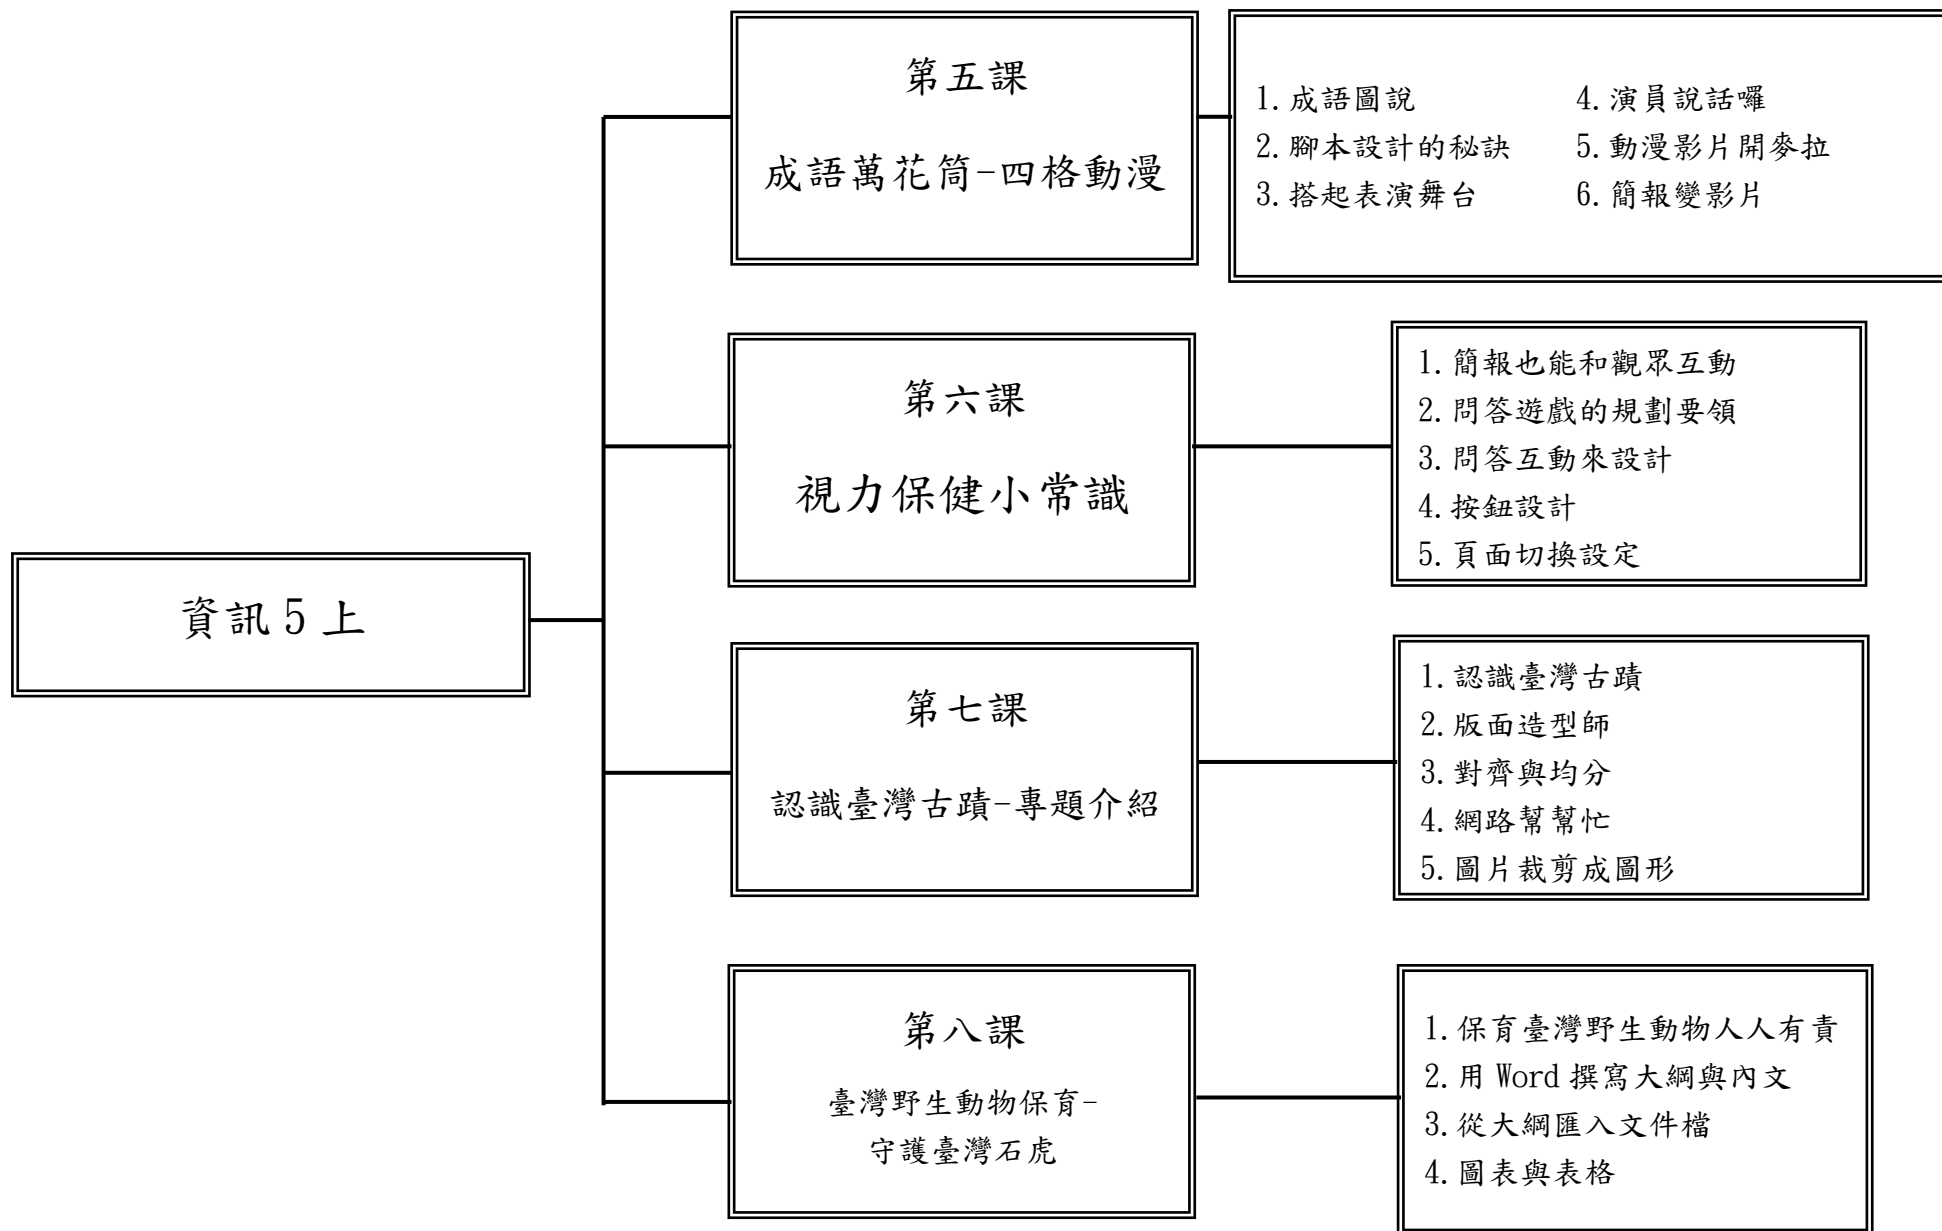 資訊 5 上
第五課
成語萬花筒-四格動漫
1.成語圖說
2.腳本設計的秘訣
3.搭起表演舞台
4.演員說話囉
5.動漫影片開麥拉
6.簡報變影片
第六課
視力保健小常識
1.簡報也能和觀眾互動
2.問答遊戲的規劃要領
3.問答互動來設計
4.按鈕設計
5.頁面切換設定
第七課
認識臺灣古蹟-專題介紹
1.認識臺灣古蹟
2.版面造型師
3.對齊與均分
4.網路幫幫忙
5.圖片裁剪成圖形
第八課
臺灣野生動物保育-
守護臺灣石虎
1.保育臺灣野生動物人人有責
2.用 Word 撰寫大綱與內文
3.從大綱匯入文件檔
4.圖表與表格